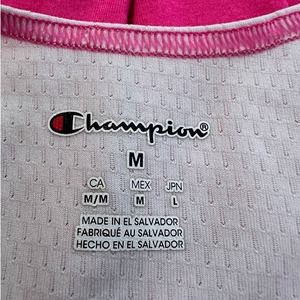 Champion®
M
CA MEX JPN
M/M M L
MADE IN EL SALVADOR
FABRIQUÉ AU SALVADOR
HECHO EN EL SALVADOR